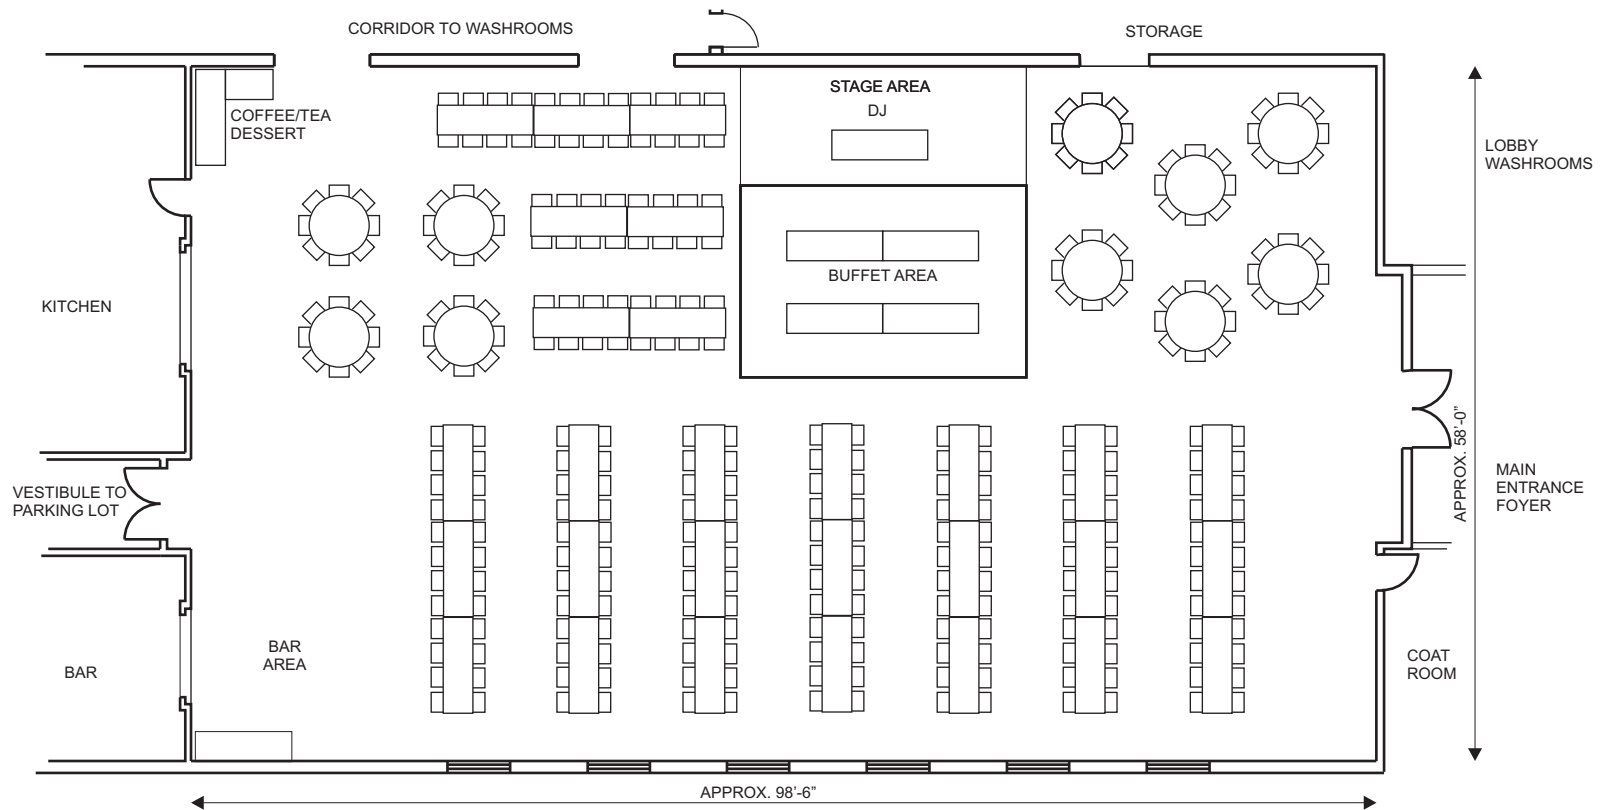 CORRIDOR TO WASHROOMS
STORAGE
STAGE AREA
DJ
COFFEE/TEA
DESSERT
LOBBY
WASHROOMS
BUFFET AREA
KITCHEN
APPROX. 58'-0"
VESTIBULE TO
PARKING LOT
MAIN
ENTRANCE
FOYER
BAR
AREA
BAR
COAT
ROOM
APPROX. 98'-6"